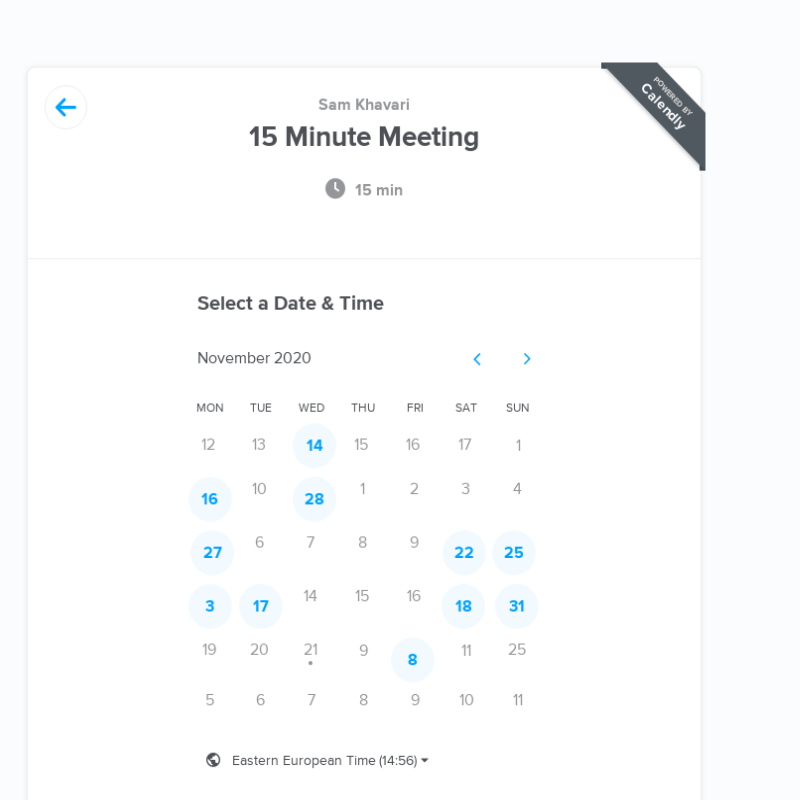 Sam Khavari
15 Minute Meeting
15 min
POWERED BY
Calendly
Select a Date & Time
November 2020
MON TUE WED THU FRI SAT SUN
12 13 14 15 16 17 1
16 10 28 1 2 3 4
27 6 7 8 9 22 25
3 17 14 15 16 18 31
19 20 21 9 8 11 25
5 6 7 8 9 10 11
Eastern European Time (14:56)